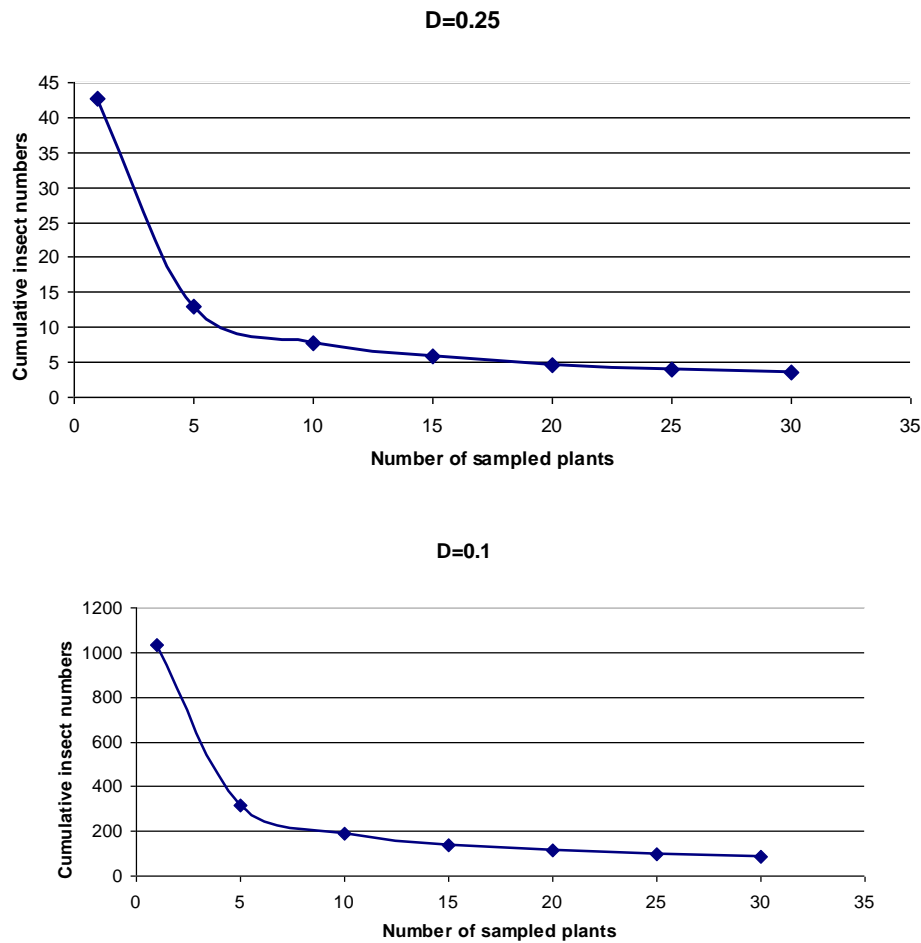 D=0.25
45
40
35
30
25
20
15
10
5
0
0 5 10 15 20 25 30 35
Cumulative insect numbers
Number of sampled plants
D=0.1
1200
1000
800
600
400
200
0
0 5 10 15 20 25 30 35
Cumulative insect numbers
Number of sampled plants